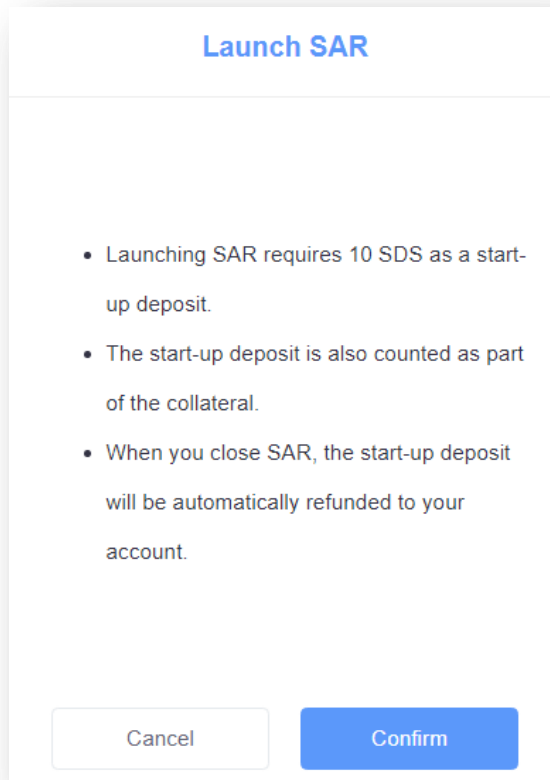 Launch SAR
• Launching SAR requires 10 SDS as a start-
up deposit.
• The start-up deposit is also counted as part
of the collateral.
• When you close SAR, the start-up deposit
will be automatically refunded to your
account.
Cancel Confirm